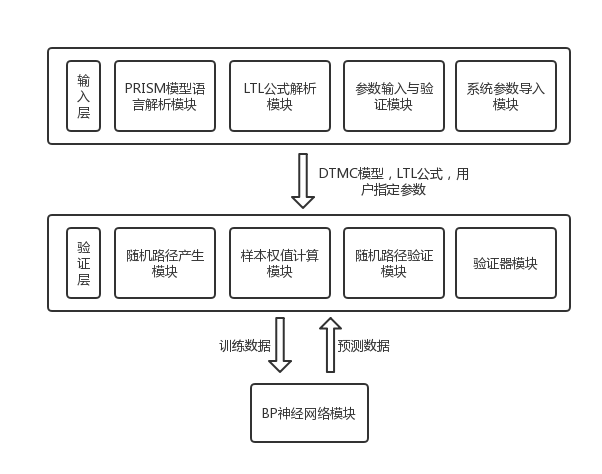 输
入
层
PRISM模型语
言解析模块
LTL公式解析
模块
参数输入与验
证模块
系统参数导入
模块
DTMC模型，LTL公式，用
户指定参数
验
证
层
随机路径产生
模块
样本权值计算
模块
随机路径验证
模块
验证器模块
训练数据
预测数据
BP神经网络模块